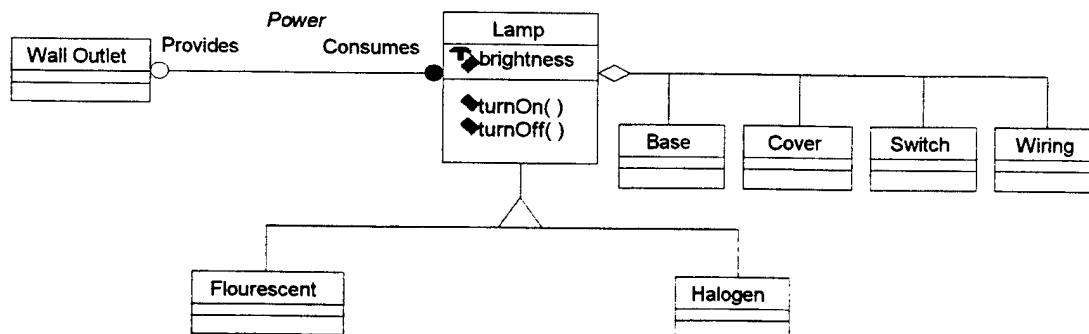 Power
Lamp
Wall Outlet
Provides
Consumes
brightness
turnOn( )
turnOff( )
Base
Cover
Switch
Wiring
Flourescent
Halogen